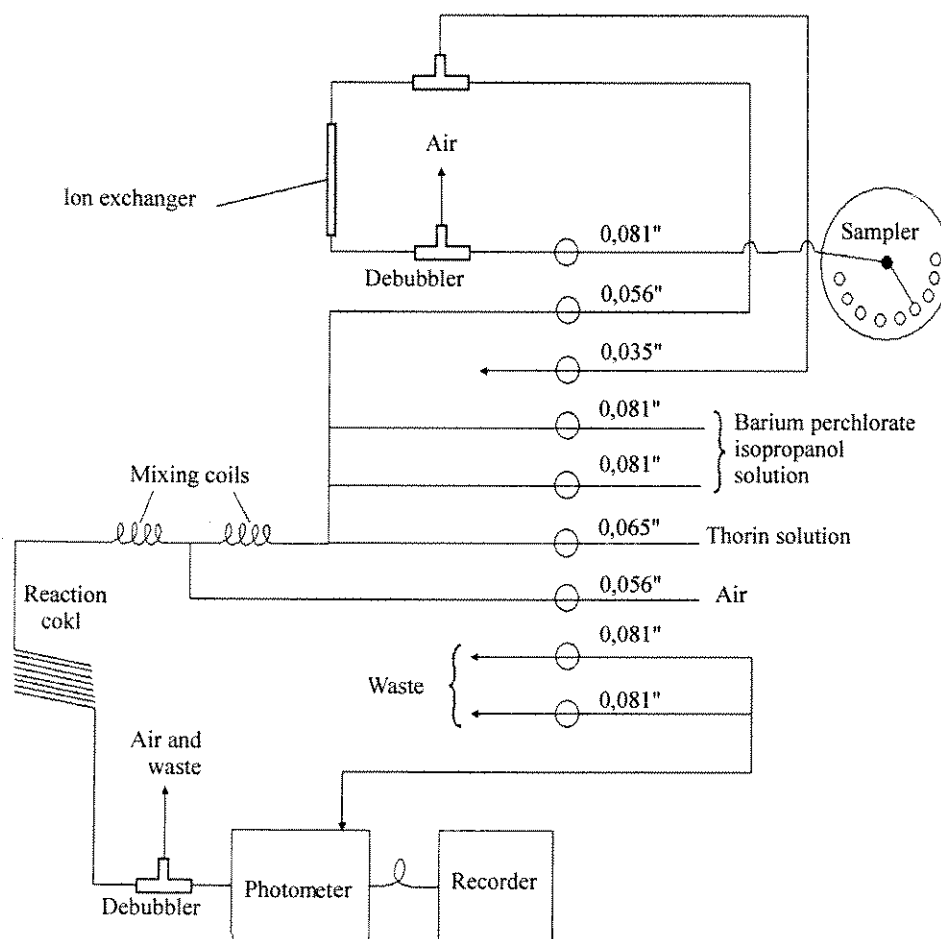 Air
Ion exchanger
Debubbler
0,081"
Sampler
0,056"
0,035"
0,081"
Barium perchlorate
isopropanol
solution
0,081"
Mixing coils
0,065"
Thorin solution
0,056"
Air
Reaction
cokl
0,081"
Waste
0,081"
Air and
waste
Debubbler
Photometer
Recorder